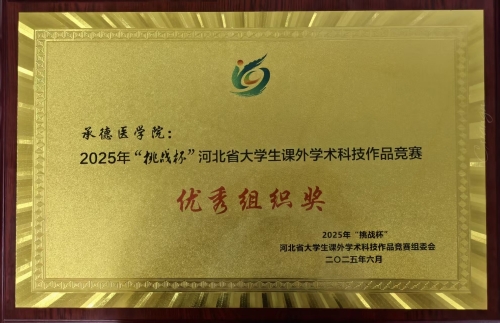 承德医学院：
2025年“挑战杯”河北省大学生课外学术科技作品竞赛
优秀组织奖
2025年“挑战杯”
河北省大学生课外学术科技作品竞赛组委会
二〇二五年六月